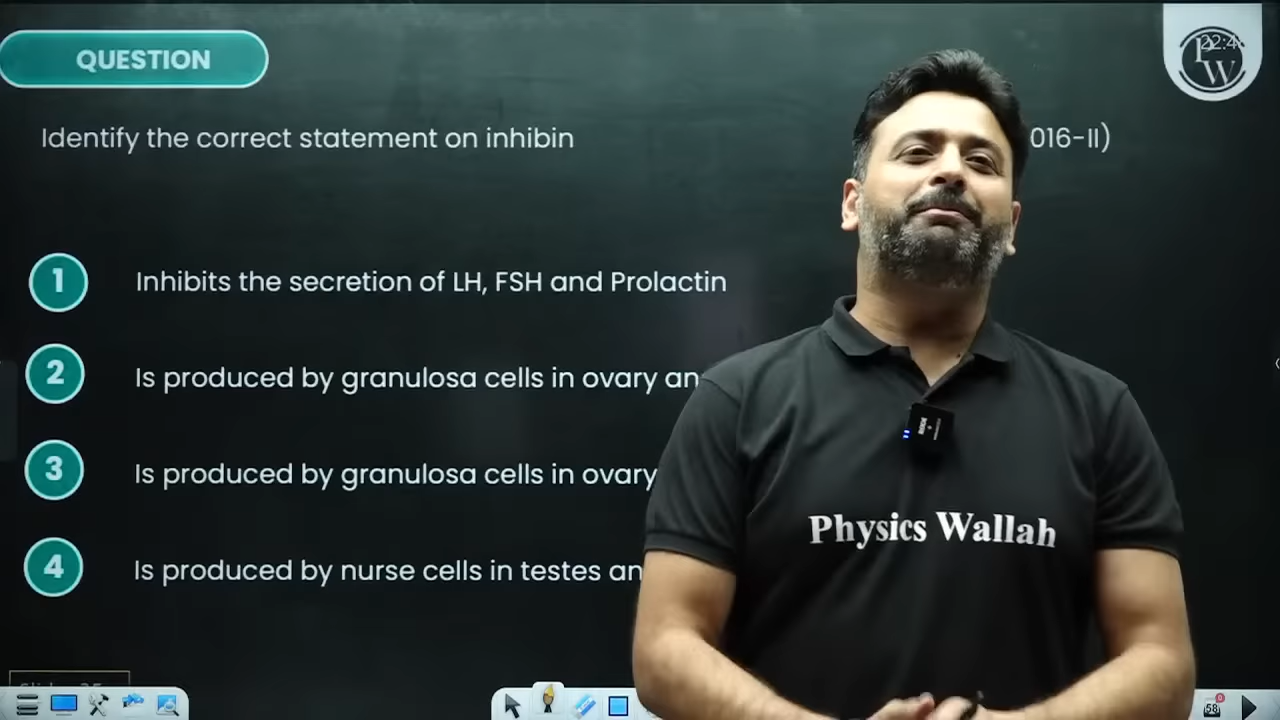 QUESTION
Identify the correct statement on inhibin
016-II)
1
Inhibits the secretion of LH, FSH and Prolactin
2
Is produced by granulosa cells in ovary an
3
Is produced by granulosa cells in ovary
4
Is produced by nurse cells in testes an
Physics Wallah
58